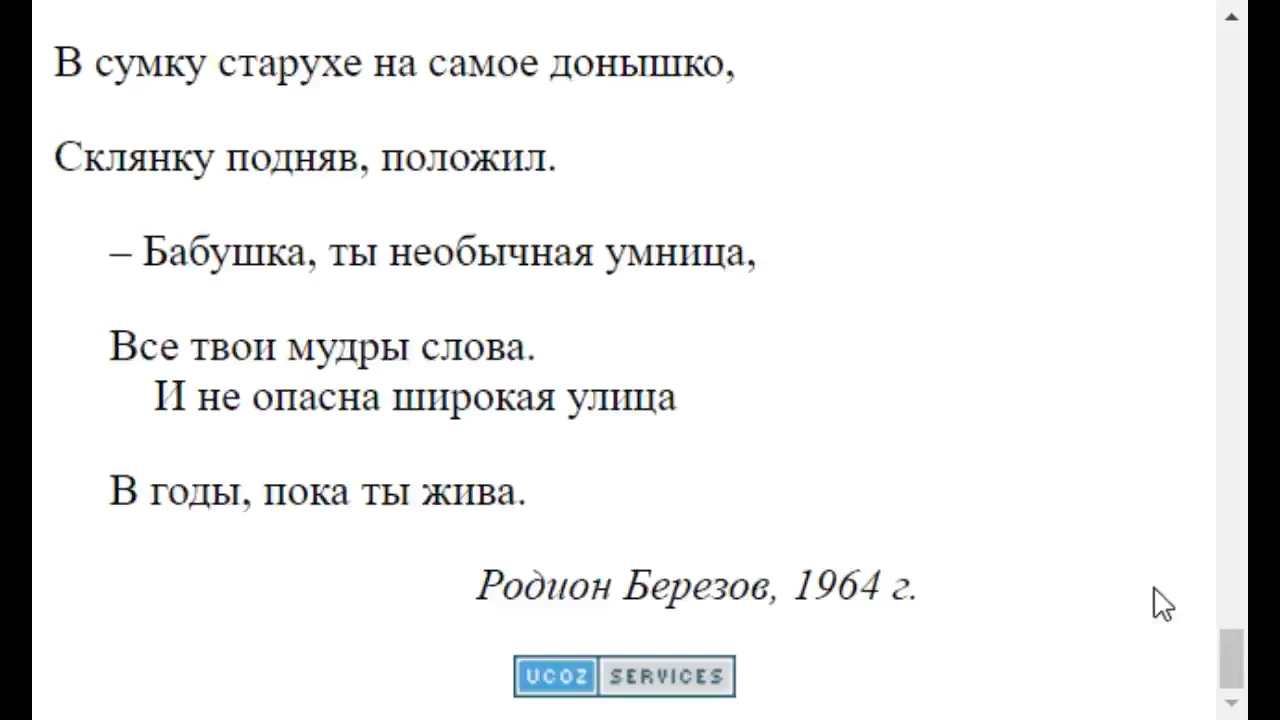 В сумку старухе на самое донышко,
Склянку подняв, положил.
– Бабушка, ты необычная умница,
Все твои мудры слова.
И не опасна широкая улица
В годы, пока ты жива.
Родион Березов, 1964 г.
UCOZ SERVICES